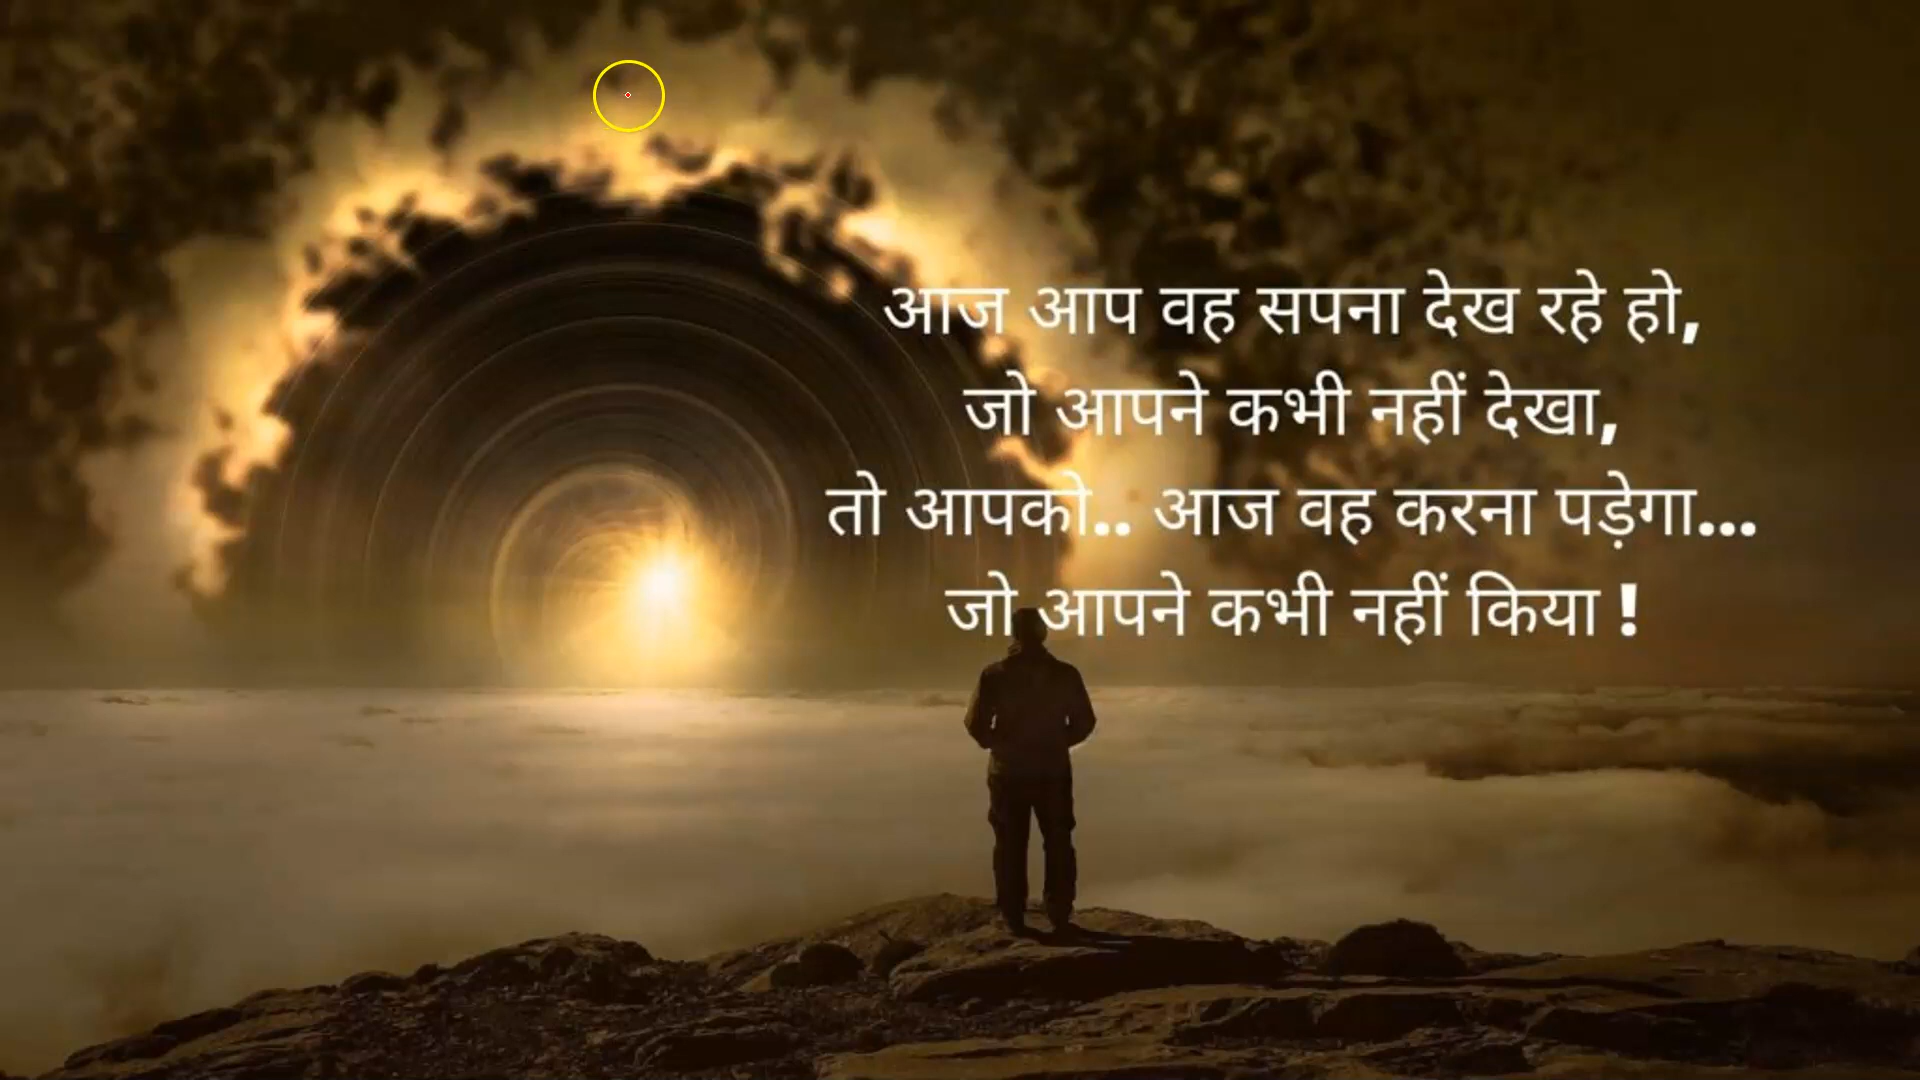 आज आप वह सपना देख रहे हो,
जो आपने कभी नहीं देखा,
तो आपको.. आज वह करना पड़ेगा...
जो आपने कभी नहीं किया !